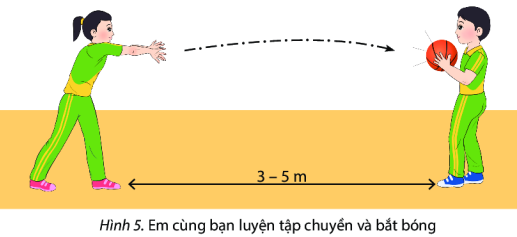 3 – 5 m
Hình 5. Em cùng bạn luyện tập chuyền và bắt bóng